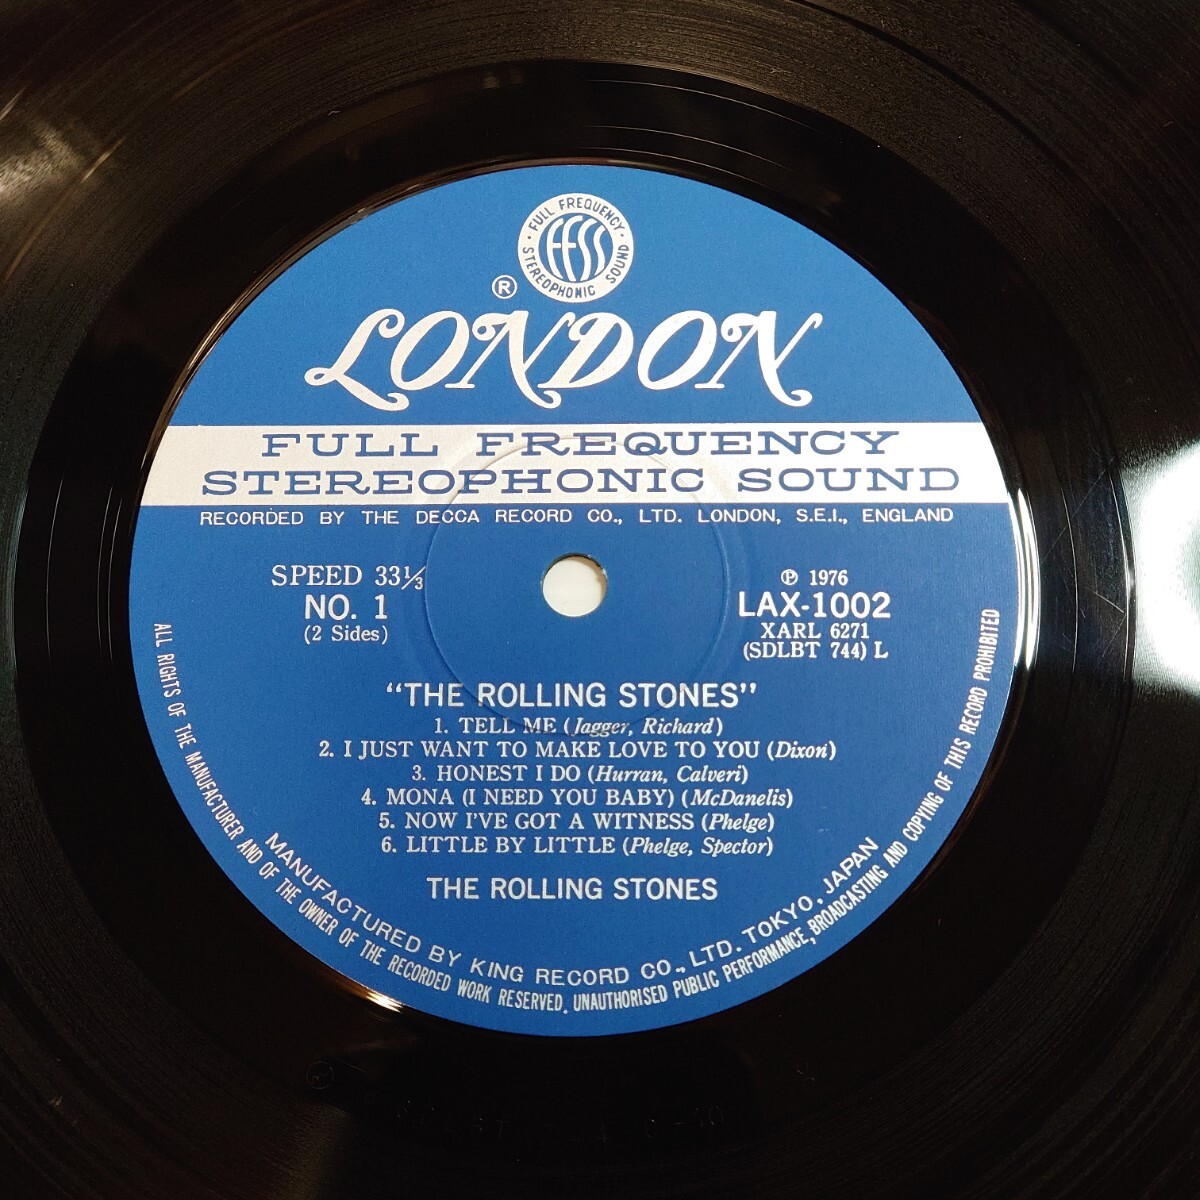 FULL FREQUENCY
FFSS
STEREOPHONIC SOUND
®
LONDON
FULL FREQUENCY
STEREOPHONIC SOUND
RECORDED BY THE DECCA RECORD CO., LTD. LONDON, S.E.I., ENGLAND
SPEED 33⅓
NO. 1
(2 Sides)
℗ 1976
LAX-1002
XARL 6271
(SDLBT 744) L
"THE ROLLING STONES"
1. TELL ME (Jagger, Richard)
2. I JUST WANT TO MAKE LOVE TO YOU (Dixon)
3. HONEST I DO (Hurran, Calveri)
4. MONA (I NEED YOU BABY) (McDanelis)
5. NOW I'VE GOT A WITNESS (Phelge)
6. LITTLE BY LITTLE (Phelge, Spector)
THE ROLLING STONES
MANUFACTURED BY KING RECORD CO., LTD. TOKYO, JAPAN
ALL RIGHTS OF THE MANUFACTURER AND OF THE OWNER OF THE RECORDED WORK RESERVED. UNAUTHORISED PUBLIC PERFORMANCE, BROADCASTING AND COPYING OF THIS RECORD PROHIBITED